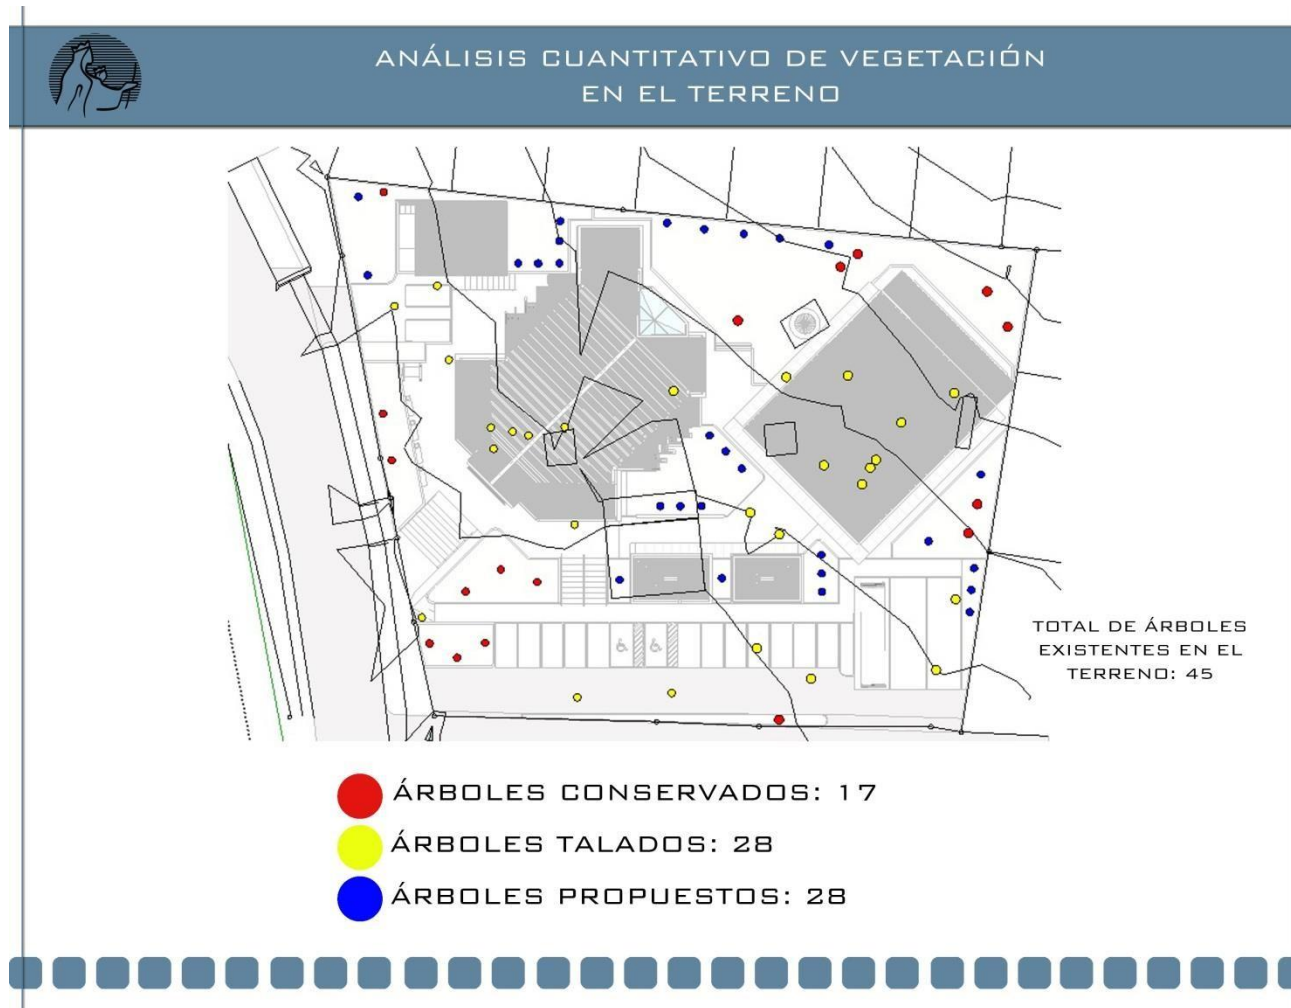 ANÁLISIS CUANTITATIVO DE VEGETACIÓN
EN EL TERRENO
TOTAL DE ÁRBOLES
EXISTENTES EN EL
TERRENO: 45
ÁRBOLES CONSERVADOS: 17
ÁRBOLES TALADOS: 28
ÁRBOLES PROPUESTOS: 28